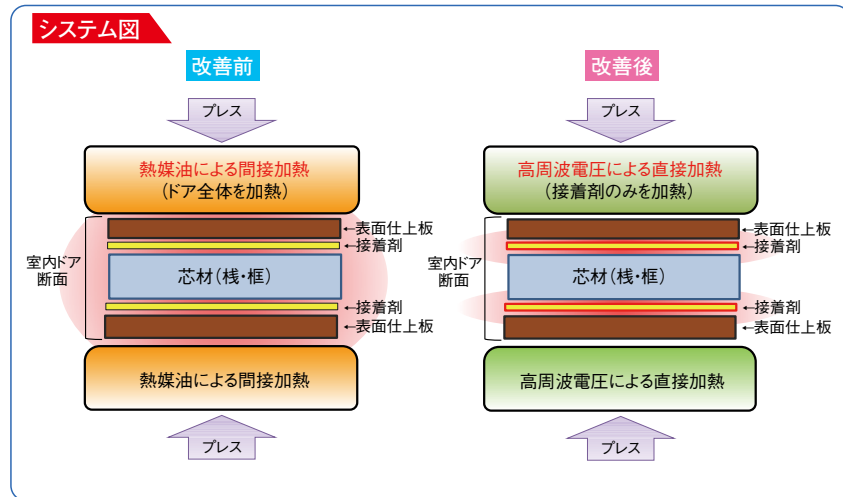 システム図
改善前
プレス
熱媒油による間接加熱
(ドア全体を加熱)
室内ドア
断面
←表面仕上板
←接着剤
芯材(桟・框)
←接着剤
←表面仕上板
熱媒油による間接加熱
プレス
改善後
プレス
高周波電圧による直接加熱
(接着剤のみを加熱)
室内ドア
断面
←表面仕上板
←接着剤
芯材(桟・框)
←接着剤
←表面仕上板
高周波電圧による直接加熱
プレス